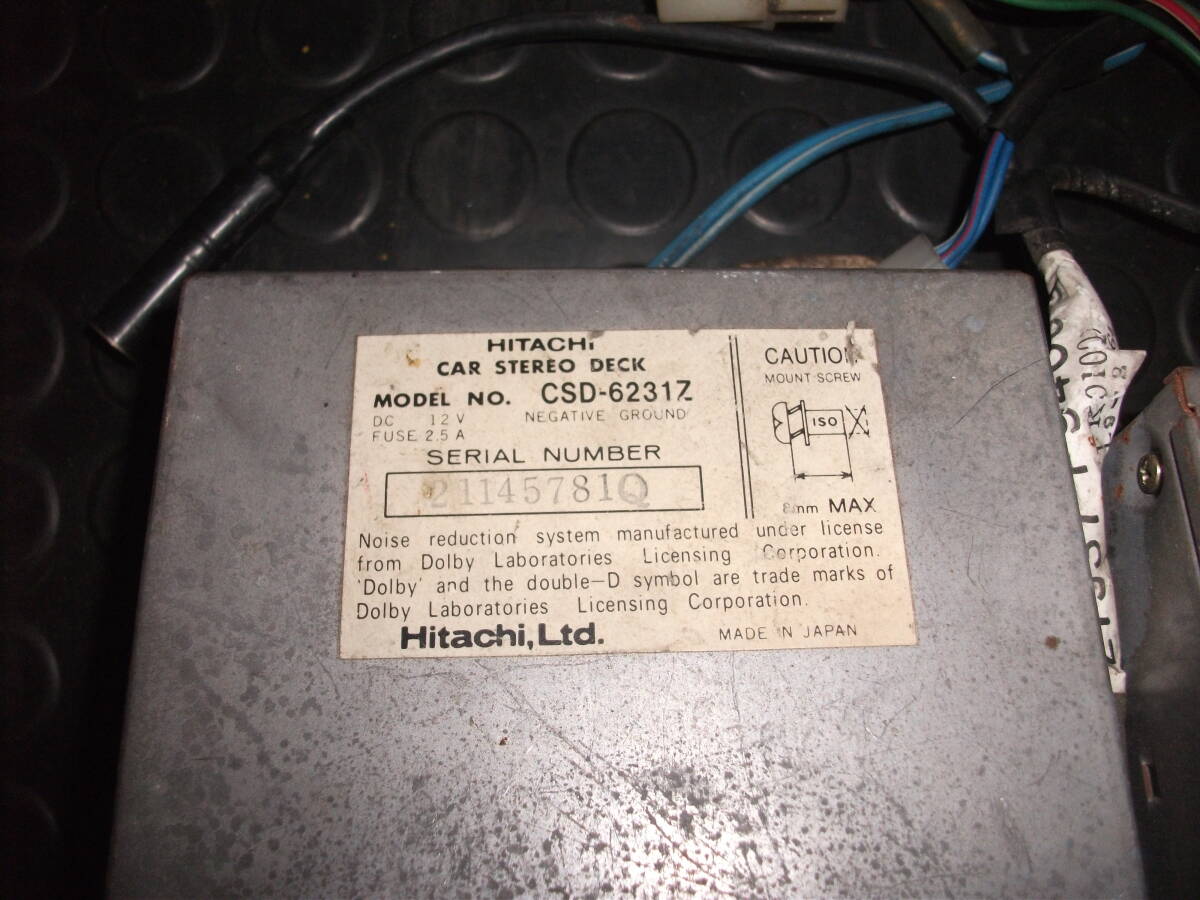 HITACHI
CAR STEREO DECK
MODEL NO. CSD-6231Z
DC 12 V NEGATIVE GROUND
FUSE 2.5 A
SERIAL NUMBER
21145781Q
Noise reduction system manufactured under license
from Dolby Laboratories Licensing Corporation.
'Dolby' and the double-D symbol are trade marks of
Dolby Laboratories Licensing Corporation.
Hitachi, Ltd. MADE IN JAPAN
CAUTION
MOUNT SCREW
ISO
8mm MAX